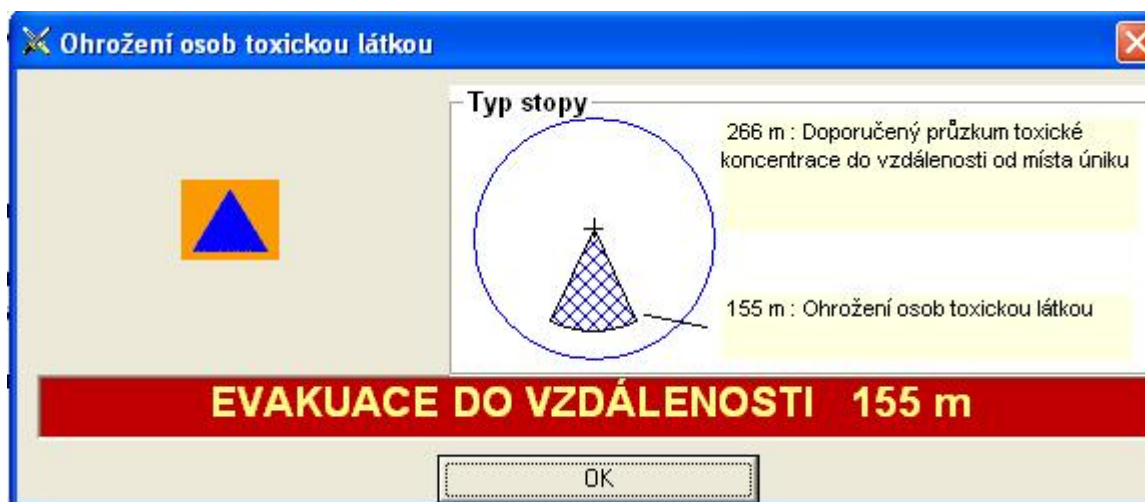 Ohrožení osob toxickou látkou
Typ stopy
266 m : Doporučený průzkum toxické
koncentrace do vzdálenosti od místa úniku
155 m : Ohrožení osob toxickou látkou
EVAKUACE DO VZDÁLENOSTI 155 m
OK